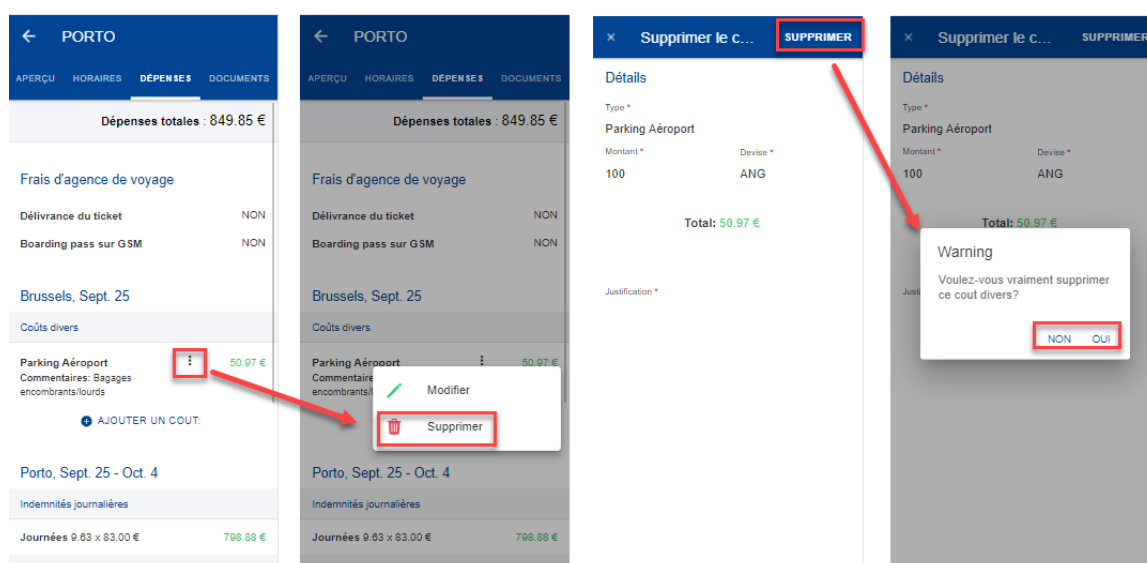 PORTO
APERÇU HORAIRES DÉPENSES DOCUMENTS
Dépenses totales : 849.85 €
Frais d'agence de voyage
Délivrance du ticket NON
Boarding pass sur GSM NON
Brussels, Sept. 25
Coûts divers
Parking Aéroport 50.97 €
Commentaires: Bagages
encombrants/lourds
AJOUTER UN COUT:
Porto, Sept. 25 - Oct. 4
Indemnités journalières
Journées 9.63 x 83.00 € 798.88 €
PORTO
APERÇU HORAIRES DÉPENSES DOCUMENTS
Dépenses totales : 849.85 €
Frais d'agence de voyage
Délivrance du ticket NON
Boarding pass sur GSM NON
Brussels, Sept. 25
Coûts divers
Parking Aéroport 50.97 €
Commentaire
encombrants/l
Modifier
Supprimer
Porto, Sept. 25 - Oct. 4
Indemnités journalières
Journées 9.63 x 83.00 € 798.88 €
× Supprimer le c... SUPPRIMER
Détails
Type *
Parking Aéroport
Montant * Devise *
100 ANG
Total: 50.97 €
Justification *
× Supprimer le c... SUPPRIMER
Détails
Type *
Parking Aéroport
Montant * Devise *
100 ANG
Total: 50.97 €
Justi
Warning
Voulez-vous vraiment supprimer
ce cout divers?
NON OUI